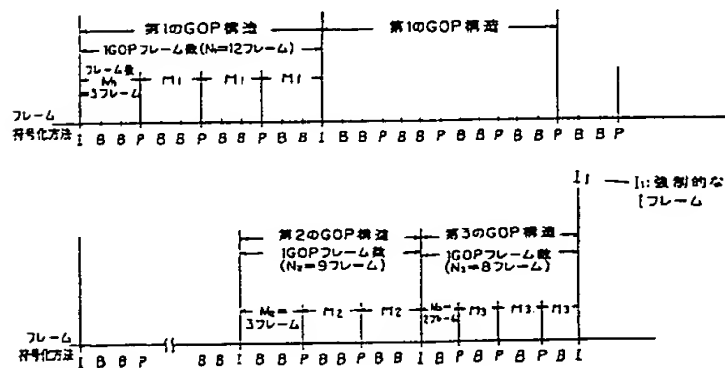 第1のGOP構造 第1のGOP構造
1GOPフレーム数(N₁=12フレーム)
フレーム数
M₁
=3フレーム
M₁ M₁ M₁
フレーム
符号化方法
I B B P B B P B B P B B I B B P B B P B B P B B P B B P
I₁ I₁:強制的な
Iフレーム
第2のGOP構造 第3のGOP構造
1GOPフレーム数
(N₂=9フレーム)
1GOPフレーム数
(N₃=8フレーム)
M₂=
3フレーム
M₂ M₂
2フレーム
M₃ M₃ M₃
フレーム
符号化方法
I B B P B B I B B P B B P B B I B P B P B P B I